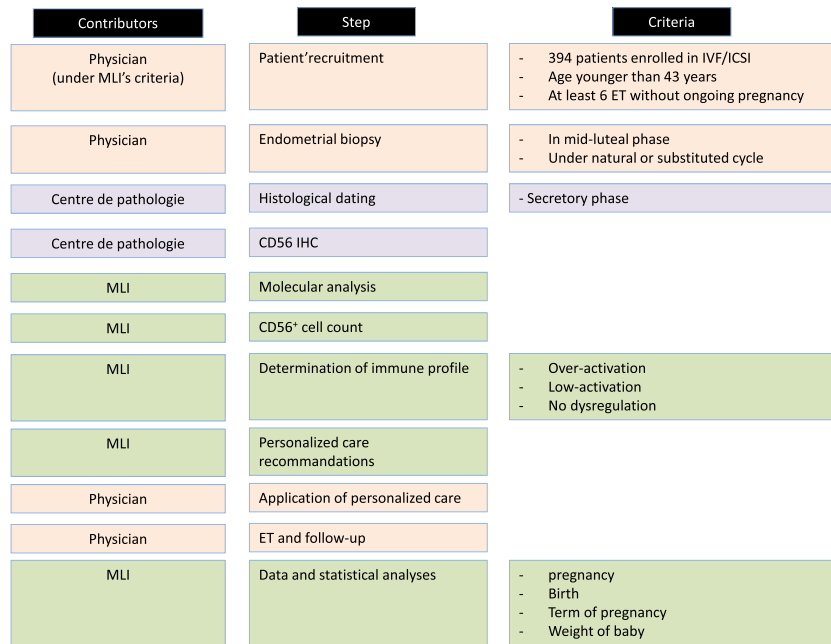 Contributors Step Criteria
Physician
(under MLI's criteria)
Patient'recruitment
- 394 patients enrolled in IVF/ICSI
- Age younger than 43 years
- At least 6 ET without ongoing pregnancy
Physician
Endometrial biopsy
- In mid-luteal phase
- Under natural or substituted cycle
Centre de pathologie
Histological dating
- Secretory phase
Centre de pathologie
CD56 IHC
MLI
Molecular analysis
MLI
CD56⁺ cell count
MLI
Determination of immune profile
- Over-activation
- Low-activation
- No dysregulation
MLI
Personalized care
recommandations
Physician
Application of personalized care
Physician
ET and follow-up
MLI
Data and statistical analyses
- pregnancy
- Birth
- Term of pregnancy
- Weight of baby